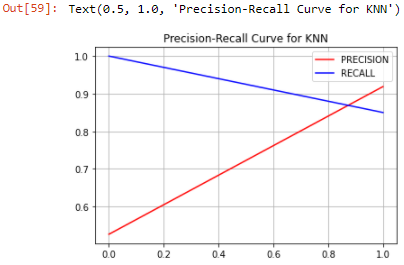 Out[59]: Text(0.5, 1.0, 'Precision-Recall Curve for KNN')
Precision-Recall Curve for KNN
PRECISION
RECALL
1.0
0.9
0.8
0.7
0.6
0.0 0.2 0.4 0.6 0.8 1.0